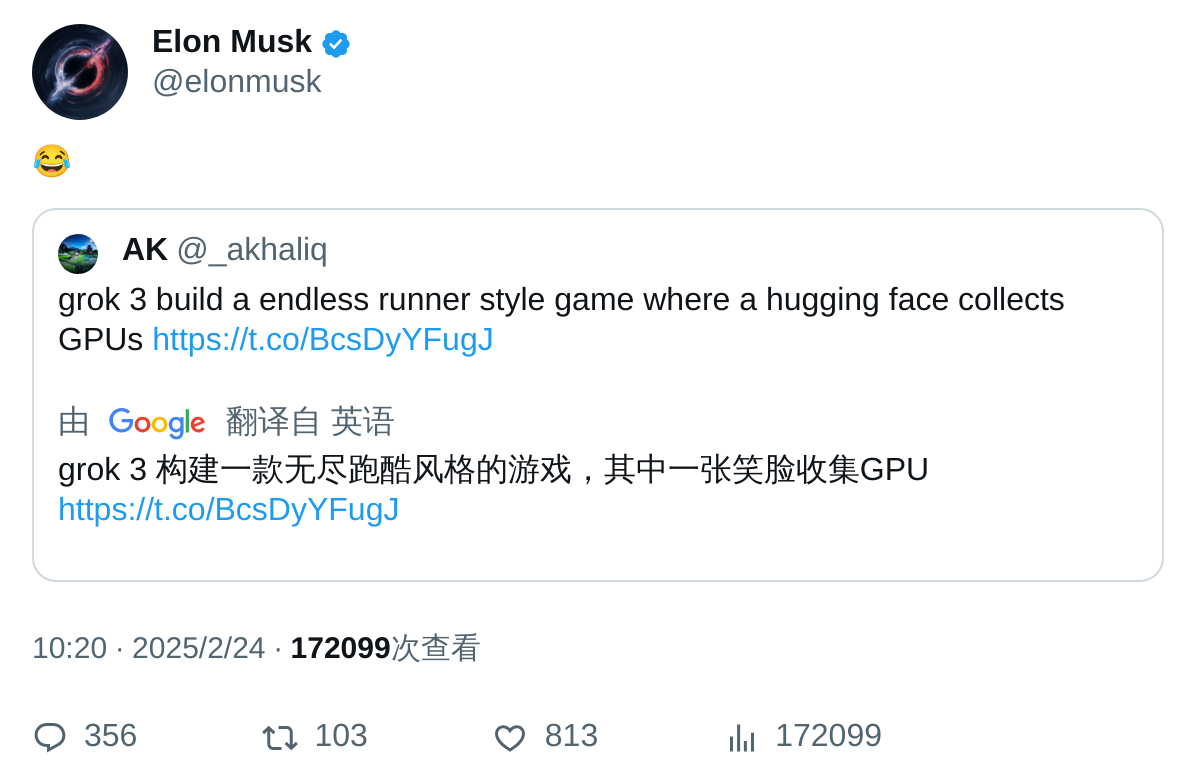 Elon Musk
@elonmusk
😂
AK @_akhaliq
grok 3 build a endless runner style game where a hugging face collects
GPUs https://t.co/BcsDyYFugJ
由 Google 翻译自 英语
grok 3 构建一款无尽跑酷风格的游戏，其中一张笑脸收集GPU
https://t.co/BcsDyYFugJ
10:20 · 2025/2/24 · 172099次查看
356 103 813 172099